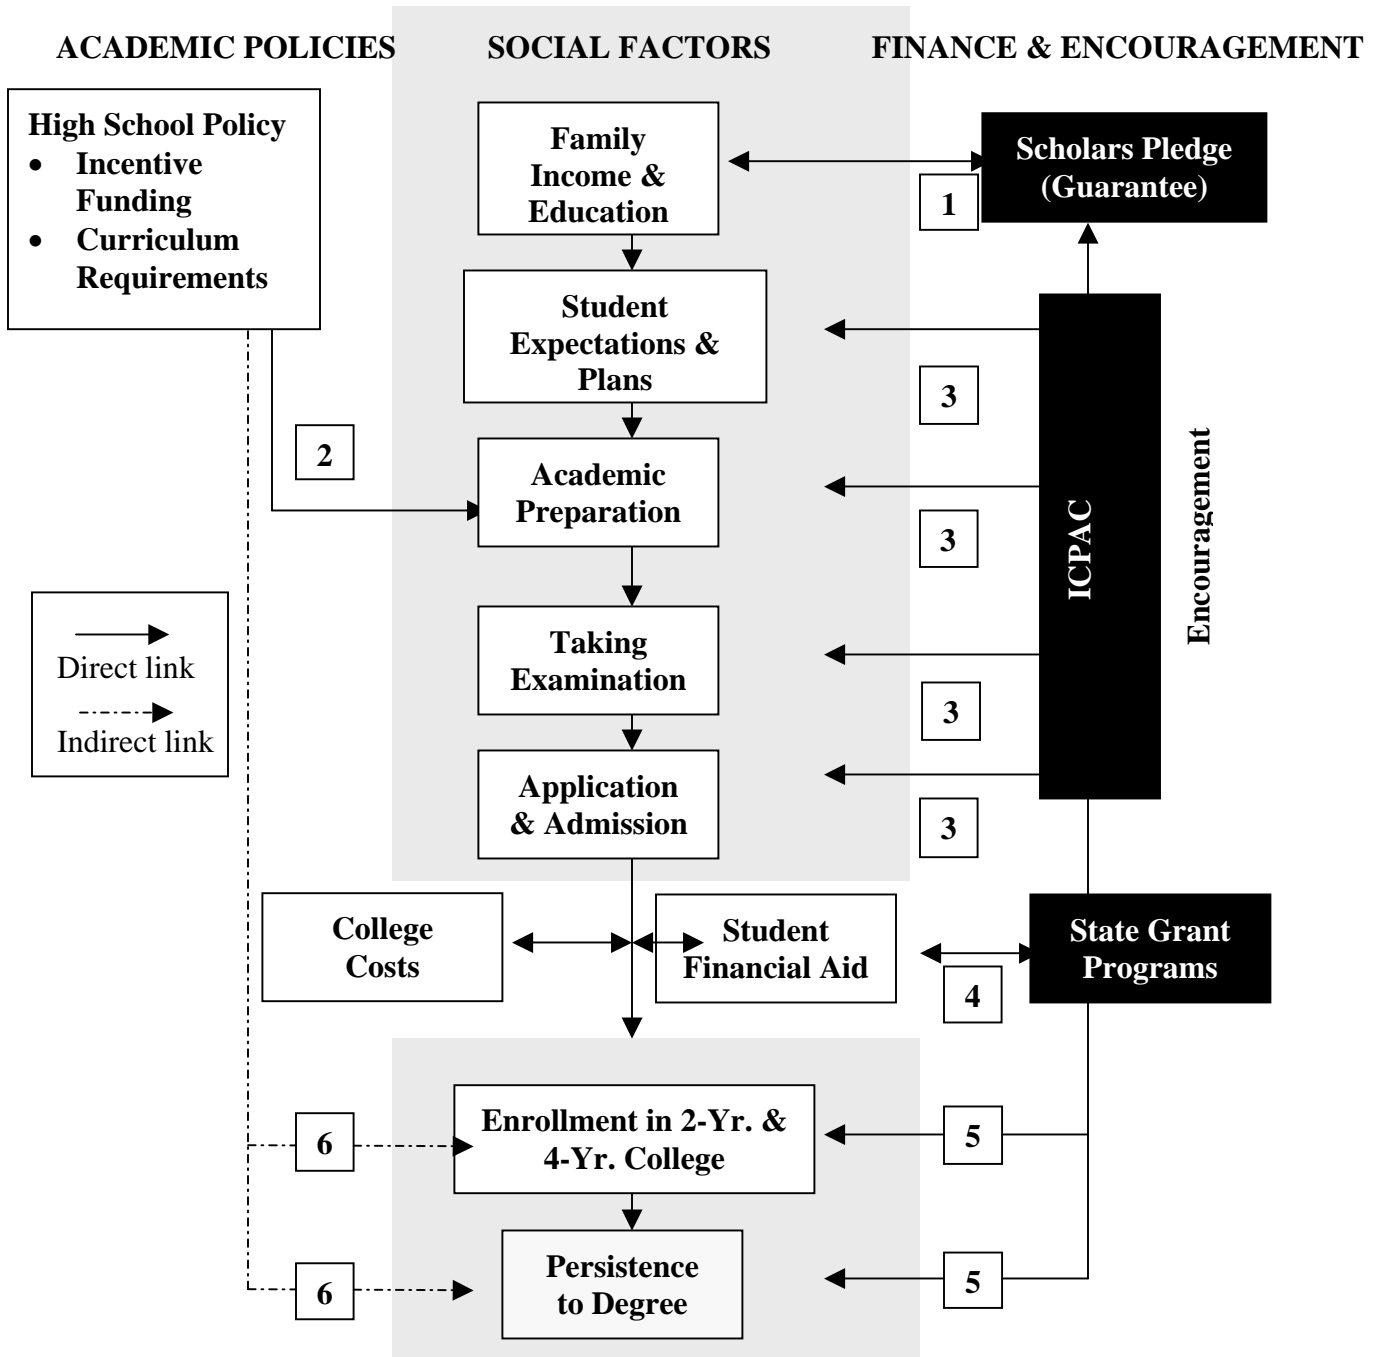 ACADEMIC POLICIES
SOCIAL FACTORS
FINANCE & ENCOURAGEMENT
High School Policy
• Incentive
Funding
• Curriculum
Requirements
Family
Income &
Education
1
Scholars Pledge
(Guarantee)
Student
Expectations &
Plans
3
2
Academic
Preparation
3
ICPAC
Encouragement
Direct link
Indirect link
Taking
Examination
3
Application
& Admission
3
College
Costs
Student
Financial Aid
4
State Grant
Programs
6
Enrollment in 2-Yr. &
4-Yr. College
5
6
Persistence
to Degree
5